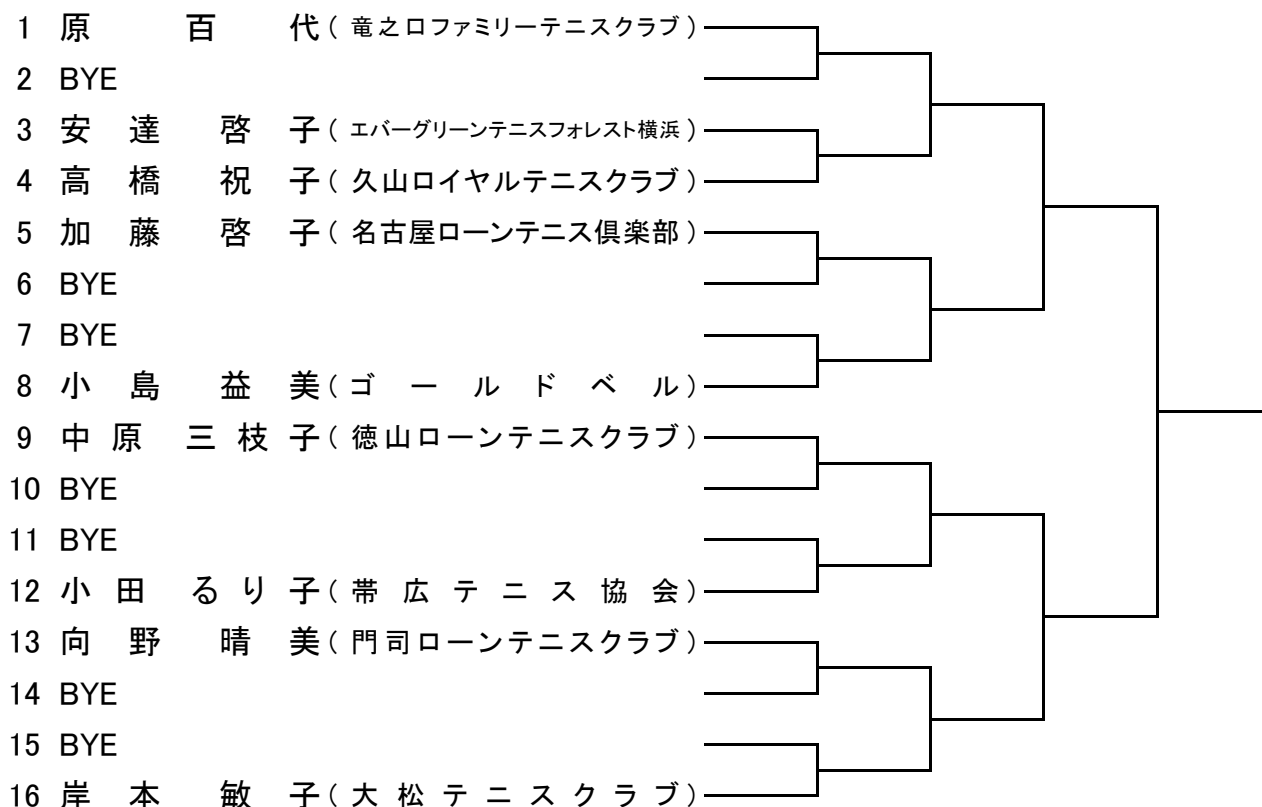 1 原 百 代 ( 竜之口ファミリーテニスクラブ )
2 BYE
3 安 達 啓 子 ( エバーグリーンテニスフォレスト横浜 )
4 高 橋 祝 子 ( 久山ロイヤルテニスクラブ )
5 加 藤 啓 子 ( 名古屋ローンテニス倶楽部 )
6 BYE
7 BYE
8 小 島 益 美 ( ゴ ー ル ド ベ ル )
9 中 原 三 枝 子 ( 徳山ローンテニスクラブ )
10 BYE
11 BYE
12 小 田 る り 子 ( 帯 広 テ ニ ス 協 会 )
13 向 野 晴 美 ( 門司ローンテニスクラブ )
14 BYE
15 BYE
16 岸 本 敏 子 ( 大 松 テ ニ ス ク ラ ブ )